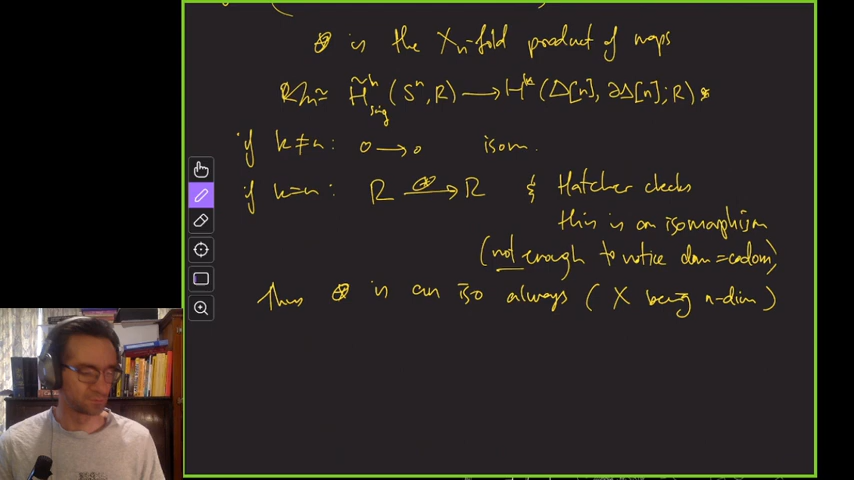 ⊛ is the Xₙ-fold product of maps
H̃ⁿ_sing(Sⁿ, R) ⟶ Hᵏ(Δ[n], ∂Δ[n]; R)
if k≠n: 0 ⟶ 0 isom.
if k=n: R ⊛⟶ R & Hatcher checks
this is an isomorphism
(not enough to notice dom = codom)
Thus ⊛ is an iso always (X being n-dim)